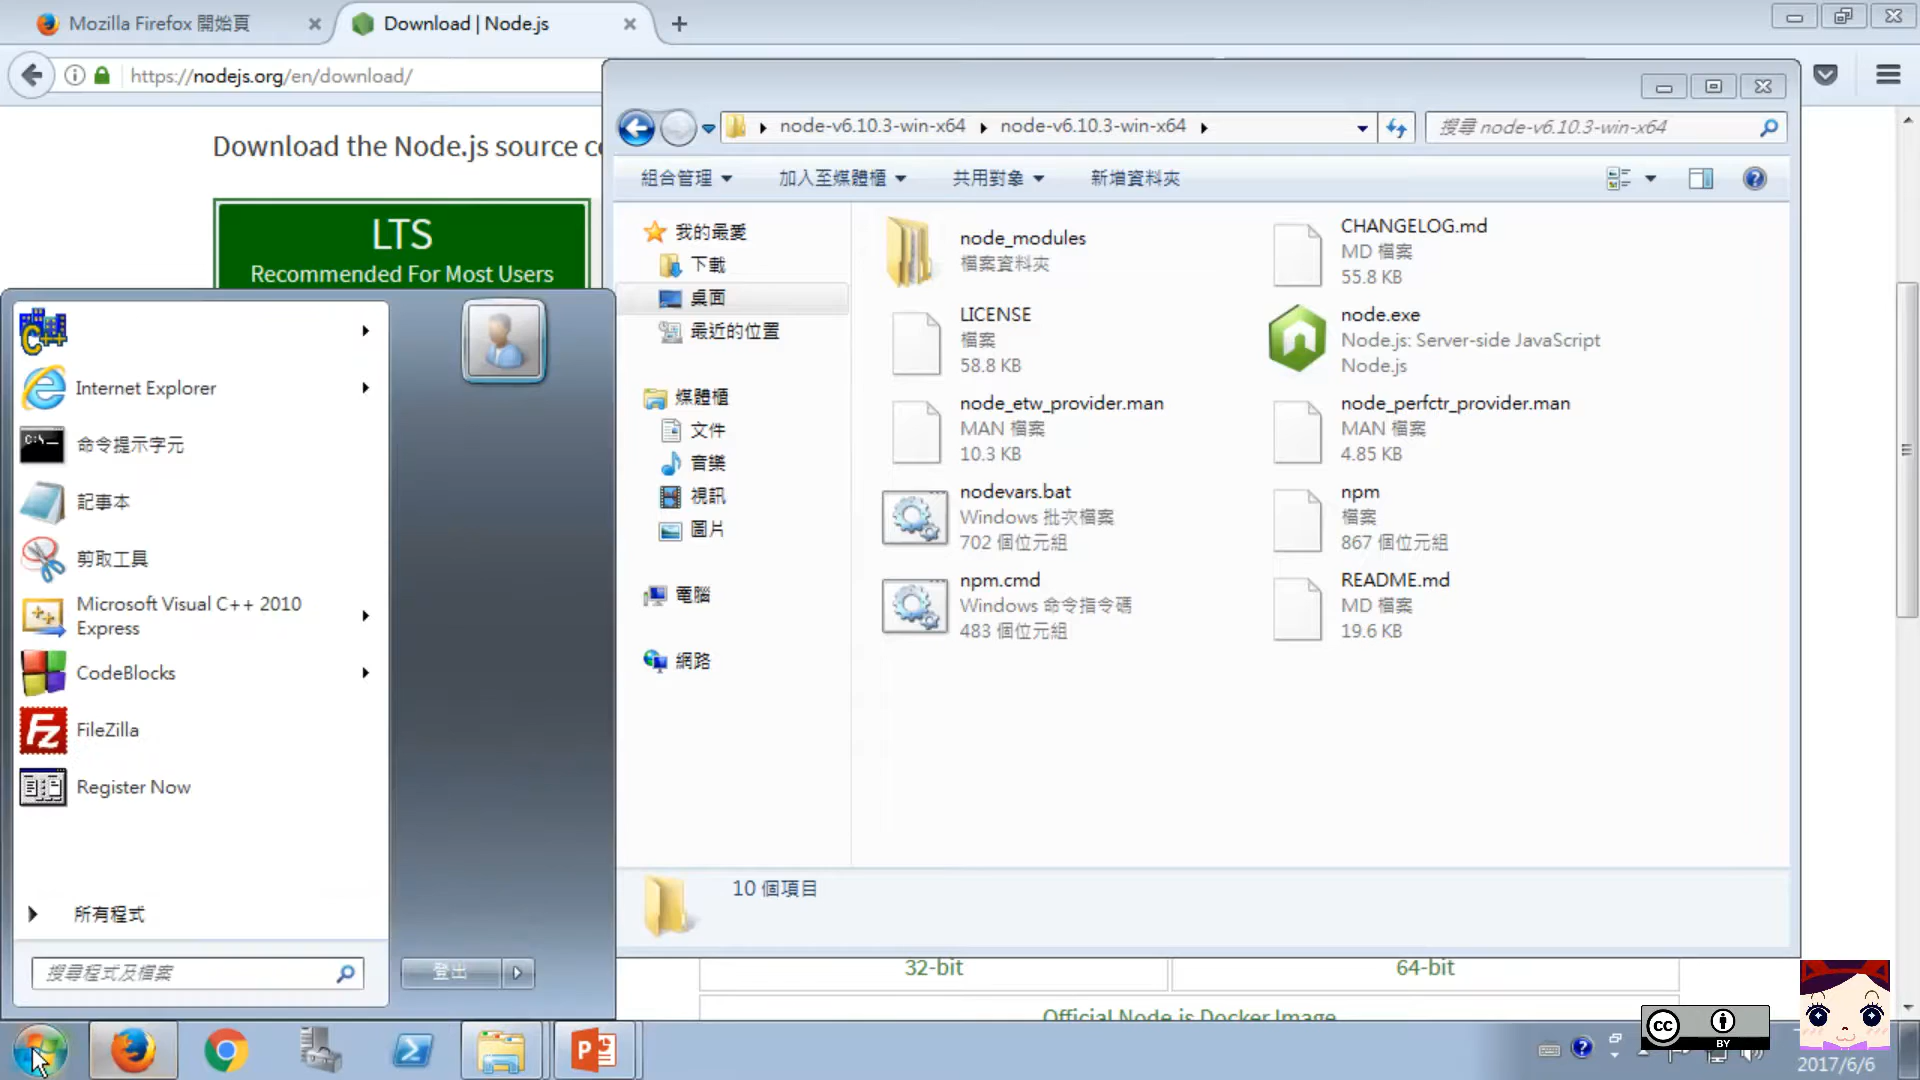 Mozilla Firefox 開始頁
Download | Node.js
https://nodejs.org/en/download/
Download the Node.js source c
LTS
Recommended For Most Users
node-v6.10.3-win-x64
node-v6.10.3-win-x64
搜尋 node-v6.10.3-win-x64
組合管理
加入至媒體櫃
共用對象
新增資料夾
我的最愛
下載
桌面
最近的位置
媒體櫃
文件
音樂
視訊
圖片
電腦
網路
node_modules
檔案資料夾
CHANGELOG.md
MD 檔案
55.8 KB
LICENSE
檔案
58.8 KB
node.exe
Node.js: Server-side JavaScript
Node.js
node_etw_provider.man
MAN 檔案
10.3 KB
node_perfctr_provider.man
MAN 檔案
4.85 KB
nodevars.bat
Windows 批次檔案
702 個位元組
npm
檔案
867 個位元組
npm.cmd
Windows 命令指令碼
483 個位元組
README.md
MD 檔案
19.6 KB
10 個項目
C++
Internet Explorer
命令提示字元
記事本
剪取工具
Microsoft Visual C++ 2010
Express
CodeBlocks
FileZilla
Register Now
所有程式
搜尋程式及檔案
登出
32-bit
64-bit
Official Node.js Docker Image
cc
BY
2017/6/6